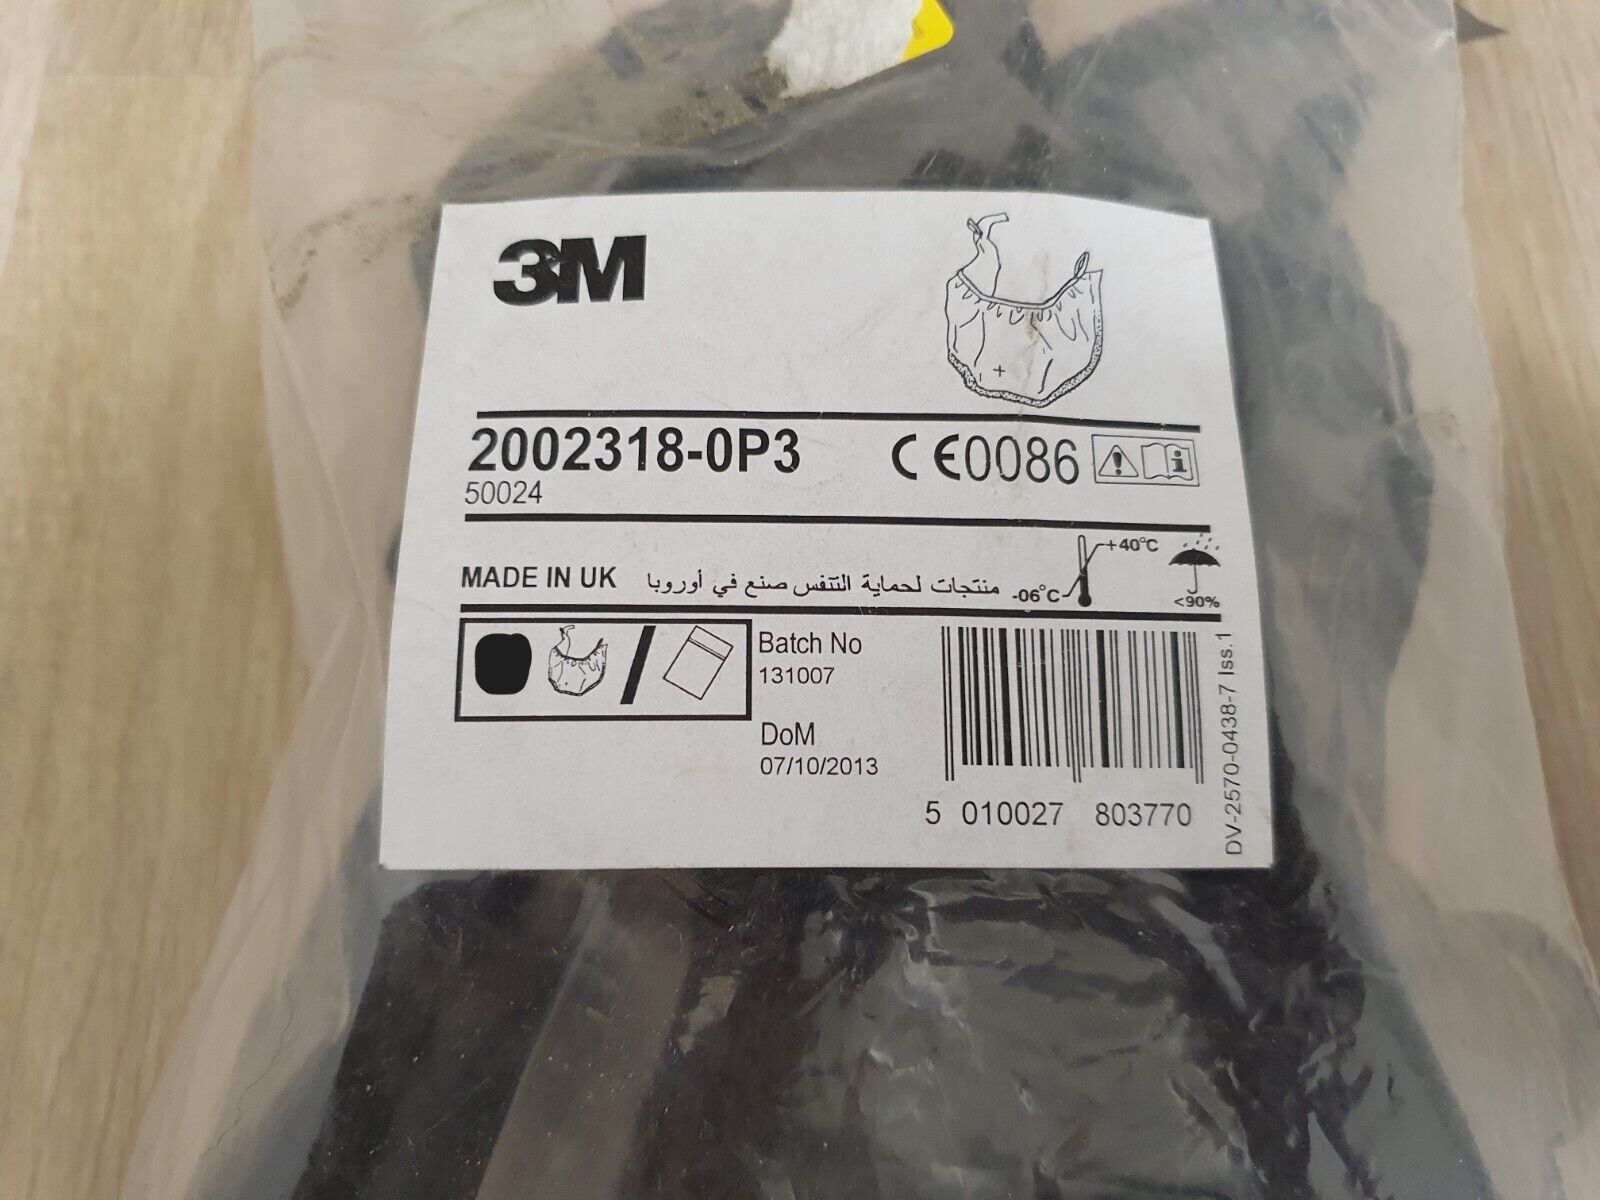 3M
2002318-0P3
CE0086
50024
MADE IN UK
منتجات لحماية التنفس صنع في أوروبا
+40°C
-06°C
<90%
Batch No
131007
DoM
07/10/2013
5 010027 803770
DV-2570-0438-7 Iss.1